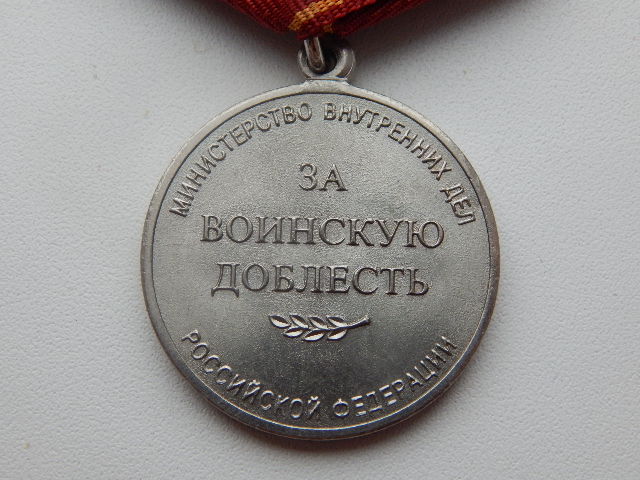 МИНИСТЕРСТВО ВНУТРЕННИХ ДЕЛ
ЗА
ВОИНСКУЮ
ДОБЛЕСТЬ
РОССИЙСКОЙ ФЕДЕРАЦИИ